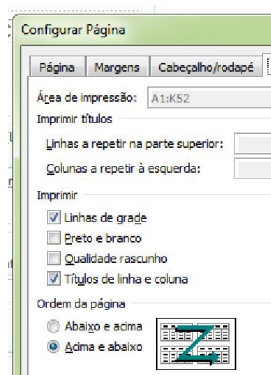 Configurar Página
Página Margens Cabeçalho/rodapé
Área de impressão: A1:K52
Imprimir títulos
Linhas a repetir na parte superior:
Colunas a repetir à esquerda:
Imprimir
Linhas de grade
Preto e branco
Qualidade rascunho
Títulos de linha e coluna
Ordem da página
Abaixo e acima
Acima e abaixo